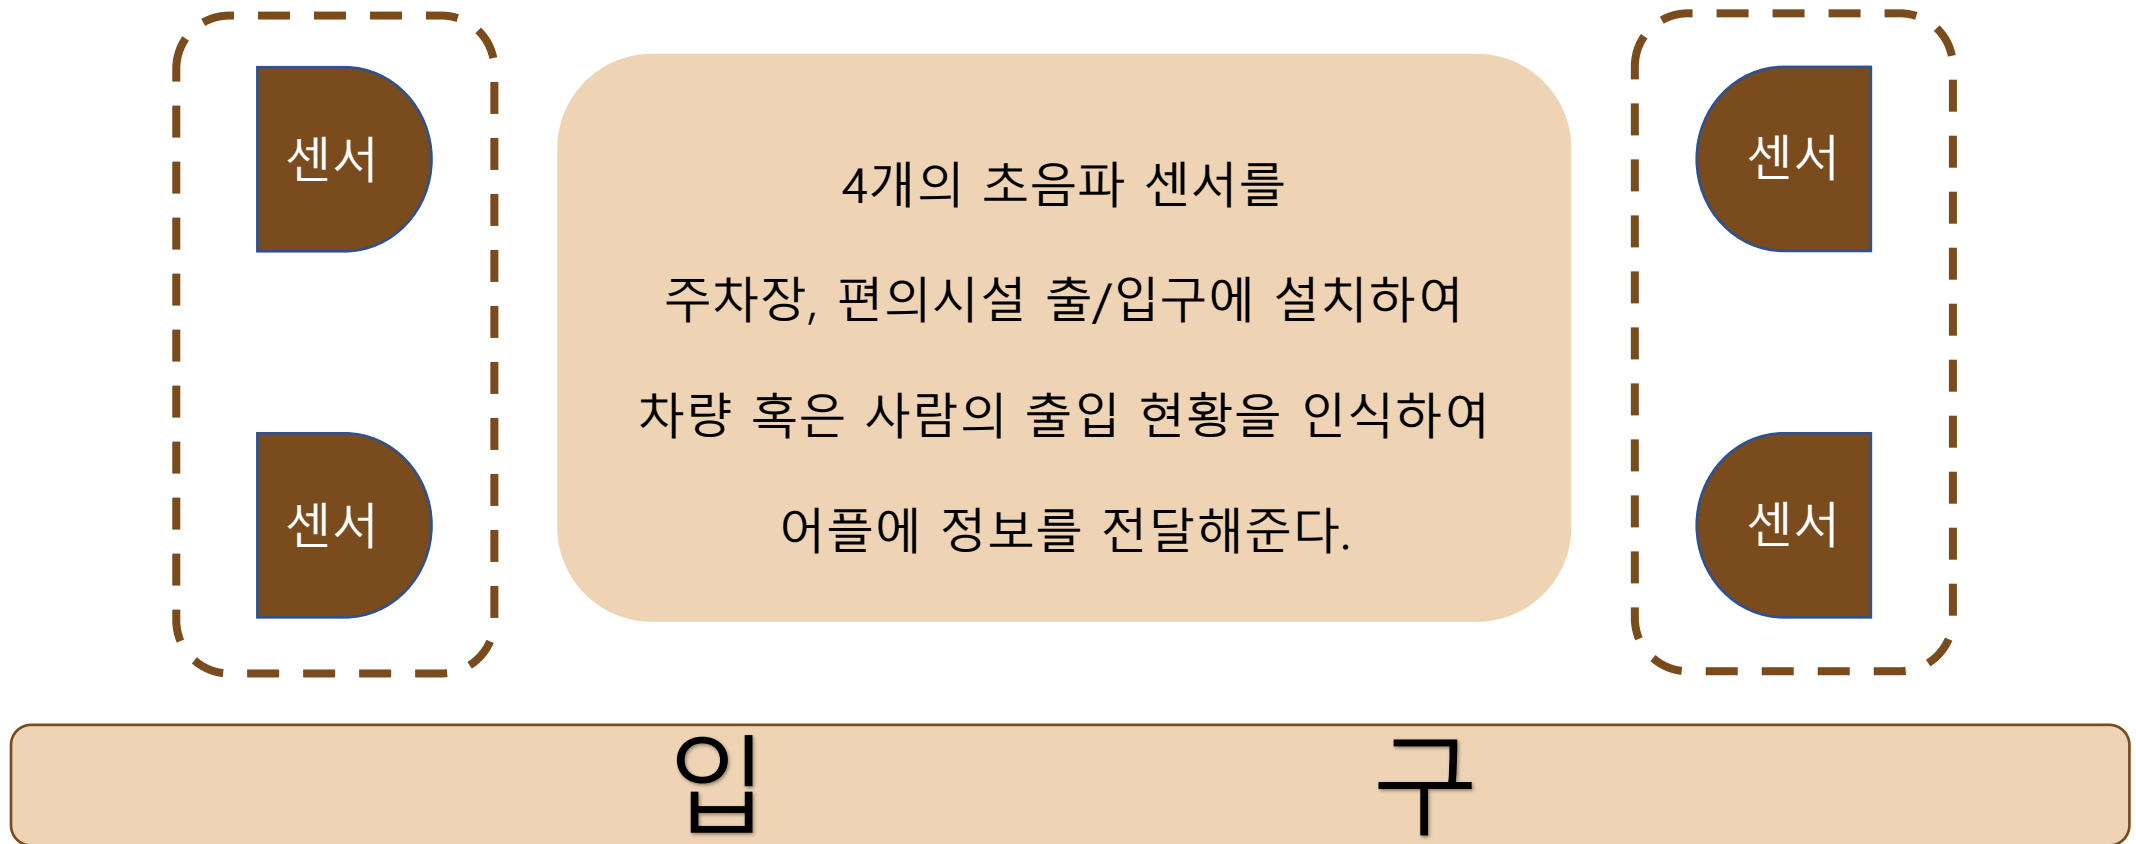 센서
센서
4개의 초음파 센서를
주차장, 편의시설 출/입구에 설치하여
차량 혹은 사람의 출입 현황을 인식하여
어플에 정보를 전달해준다.
센서
센서
입 구